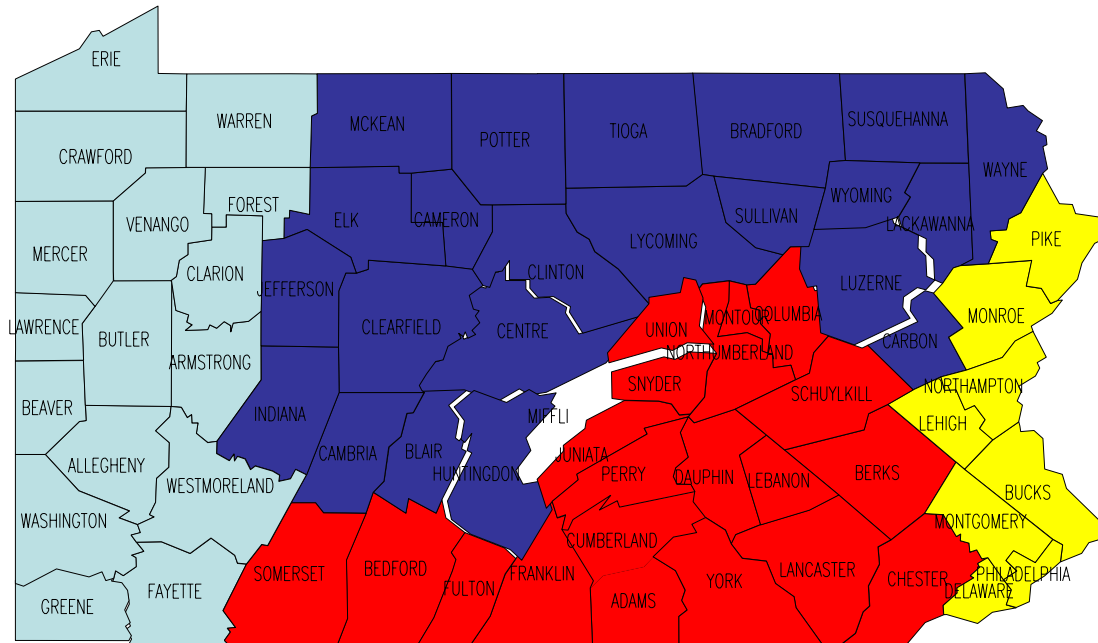 ERIE
WARREN
MCKEAN
POTTER
TIOGA
BRADFORD
SUSQUEHANNA
CRAWFORD
WAYNE
FOREST
VENANGO
ELK
CAMERON
SULLIVAN
WYOMING
LACKAWANNA
PIKE
MERCER
CLARION
LYCOMING
CLINTON
LUZERNE
JEFFERSON
LAWRENCE
BUTLER
CLEARFIELD
CENTRE
UNION
MONTOUR
COLUMBIA
MONROE
CARBON
ARMSTRONG
NORTHUMBERLAND
SNYDER
SCHUYLKILL
NORTHAMPTON
BEAVER
INDIANA
MIFFLI
LEHIGH
ALLEGHENY
CAMBRIA
BLAIR
HUNTINGDON
JUNIATA
PERRY
DAUPHIN
LEBANON
BERKS
WESTMORELAND
BUCKS
WASHINGTON
MONTGOMERY
CUMBERLAND
SOMERSET
BEDFORD
FULTON
FRANKLIN
YORK
LANCASTER
CHESTER
PHILADELPHIA
DELAWARE
GREENE
FAYETTE
ADAMS